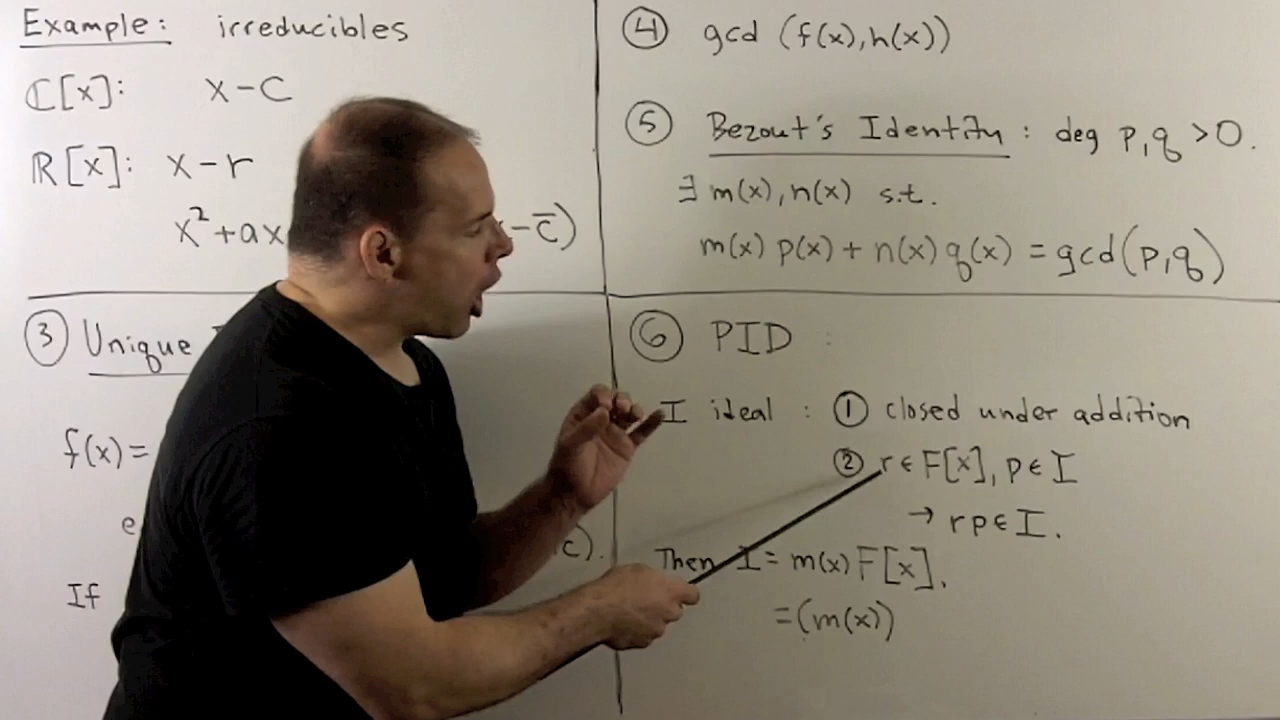 Example: irreducibles
ℂ[x]: x-c
ℝ[x]: x-r
x²+ax -c̄)
③ Unique
f(x)=
e c).
If
④ gcd (f(x),h(x))
⑤ Bezout's Identity: deg p,q >0.
∃ m(x),n(x) s.t.
m(x) p(x) + n(x) q(x) = gcd(p,q)
⑥ PID :
I ideal : ① closed under addition
② r∈F[x], p∈I
→ rp∈I.
Then I = m(x)F[x].
=(m(x))